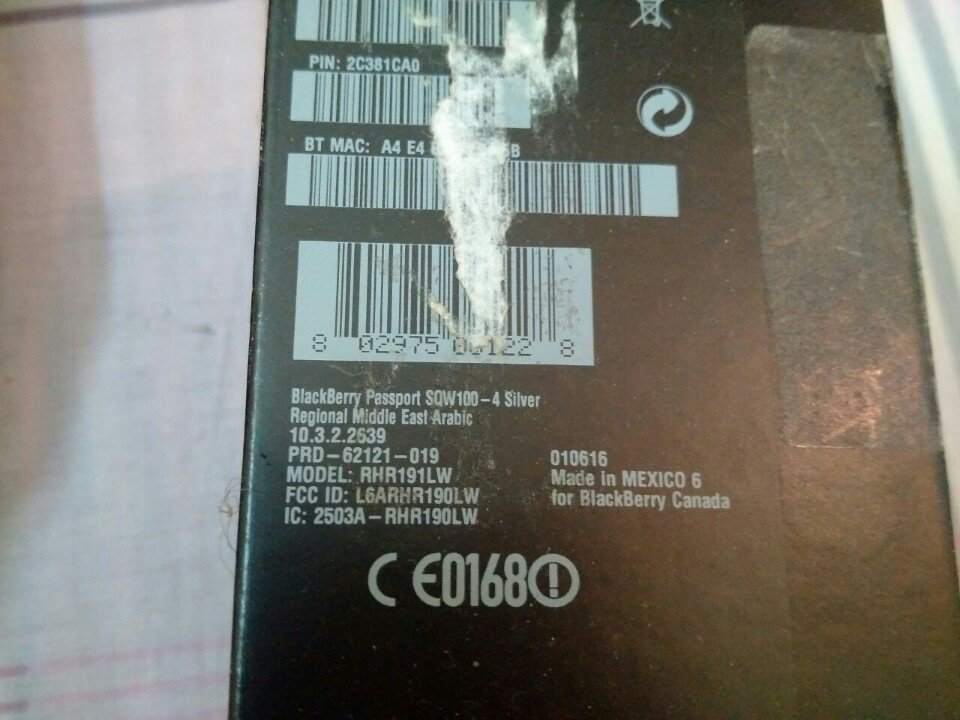 PIN: 2C381CA0
BT MAC: A4 E4
8 02975 122 8
BlackBerry Passport SQW100-4 Silver
Regional Middle East Arabic
10.3.2.2639
PRD-62121-019
MODEL: RHR191LW
FCC ID: L6ARHR190LW
IC: 2503A-RHR190LW
010616
Made in MEXICO 6
for BlackBerry Canada
CE0168